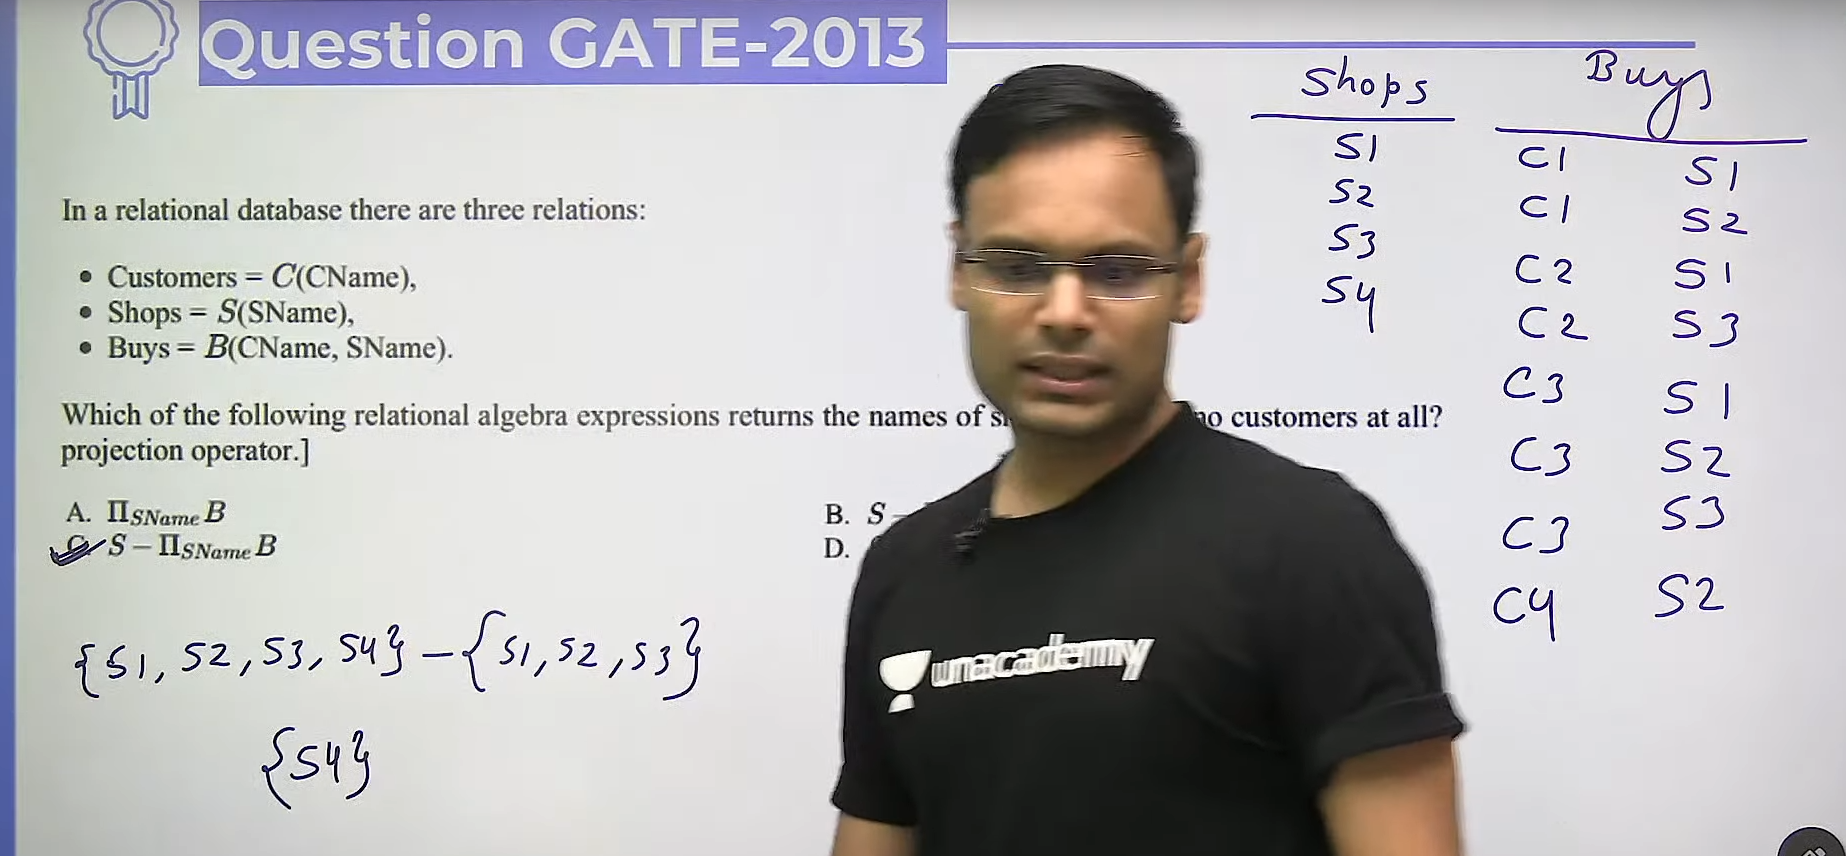 Question GATE-2013
In a relational database there are three relations:
• Customers = C(CName),
• Shops = S(SName),
• Buys = B(CName, SName).
Which of the following relational algebra expressions returns the names of no customers at all?
projection operator.]
A. Π_SName B
B. S –
C. S – Π_SName B
D.
{S1, S2, S3, S4} – {S1, S2, S3}
{S4}
Shops
S1
S2
S3
S4
Buys
C1 S1
C1 S2
C2 S1
C2 S3
C3 S1
C3 S2
C3 S3
C4 S2
unacademy